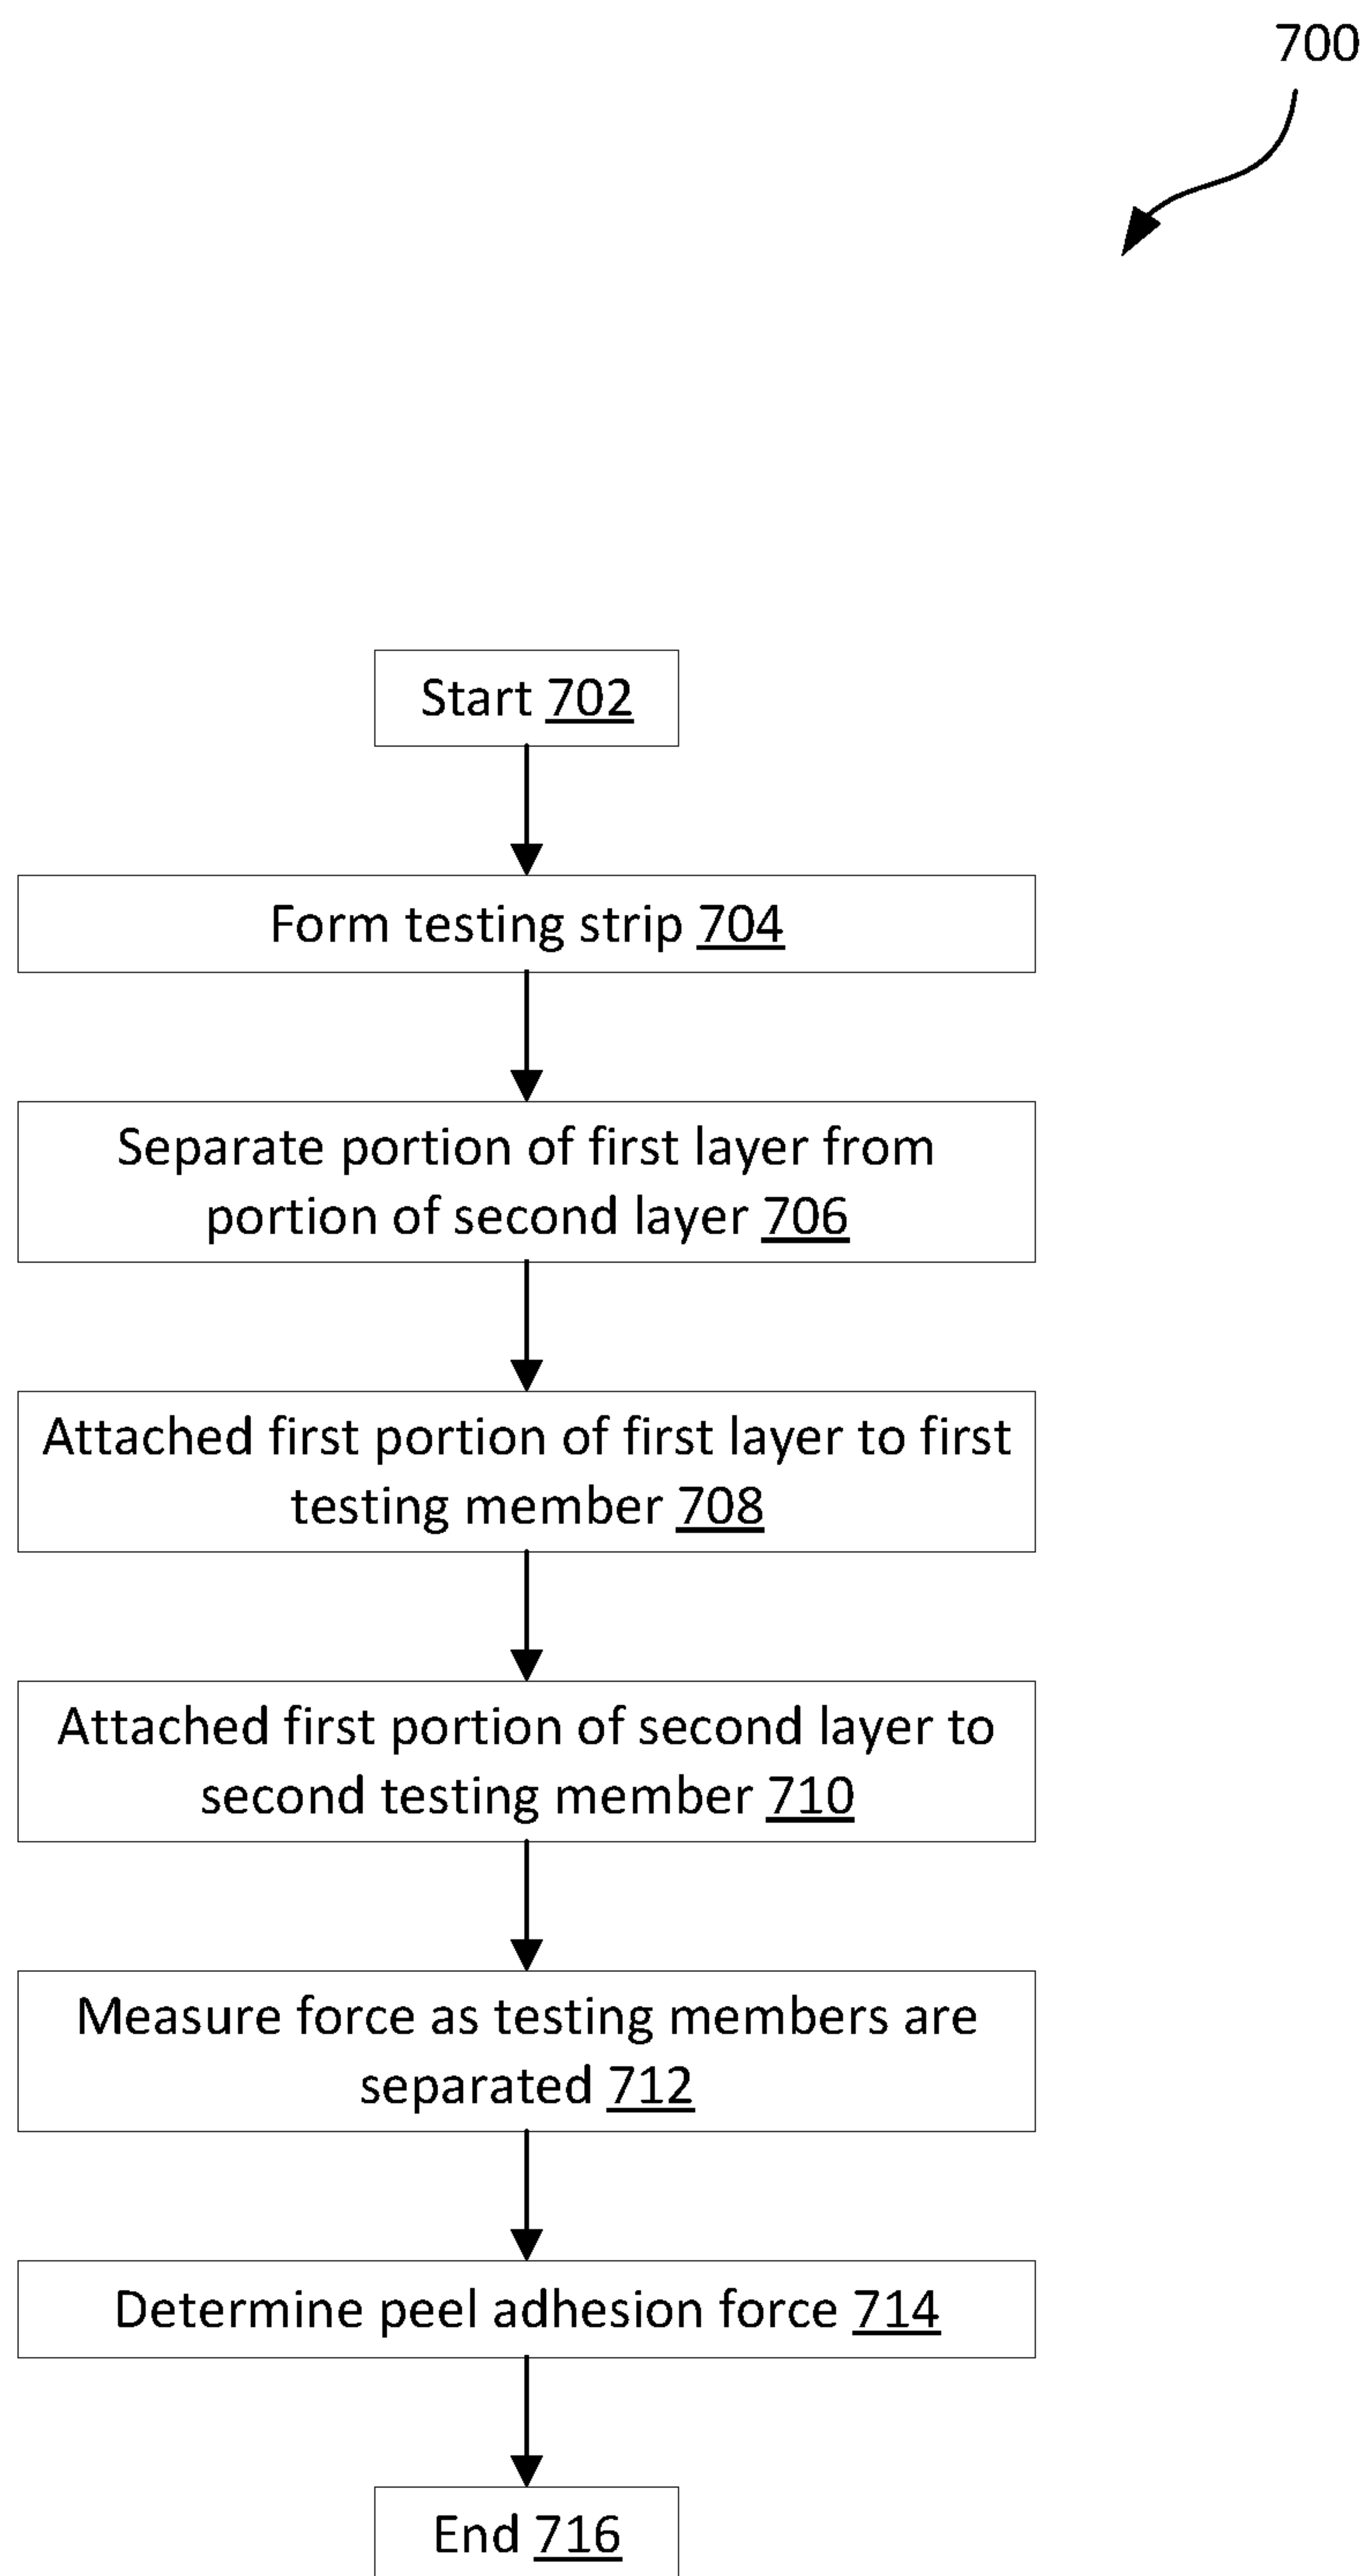 700
Start 702
Form testing strip 704
Separate portion of first layer from
portion of second layer 706
Attached first portion of first layer to first
testing member 708
Attached first portion of second layer to
second testing member 710
Measure force as testing members are
separated 712
Determine peel adhesion force 714
End 716